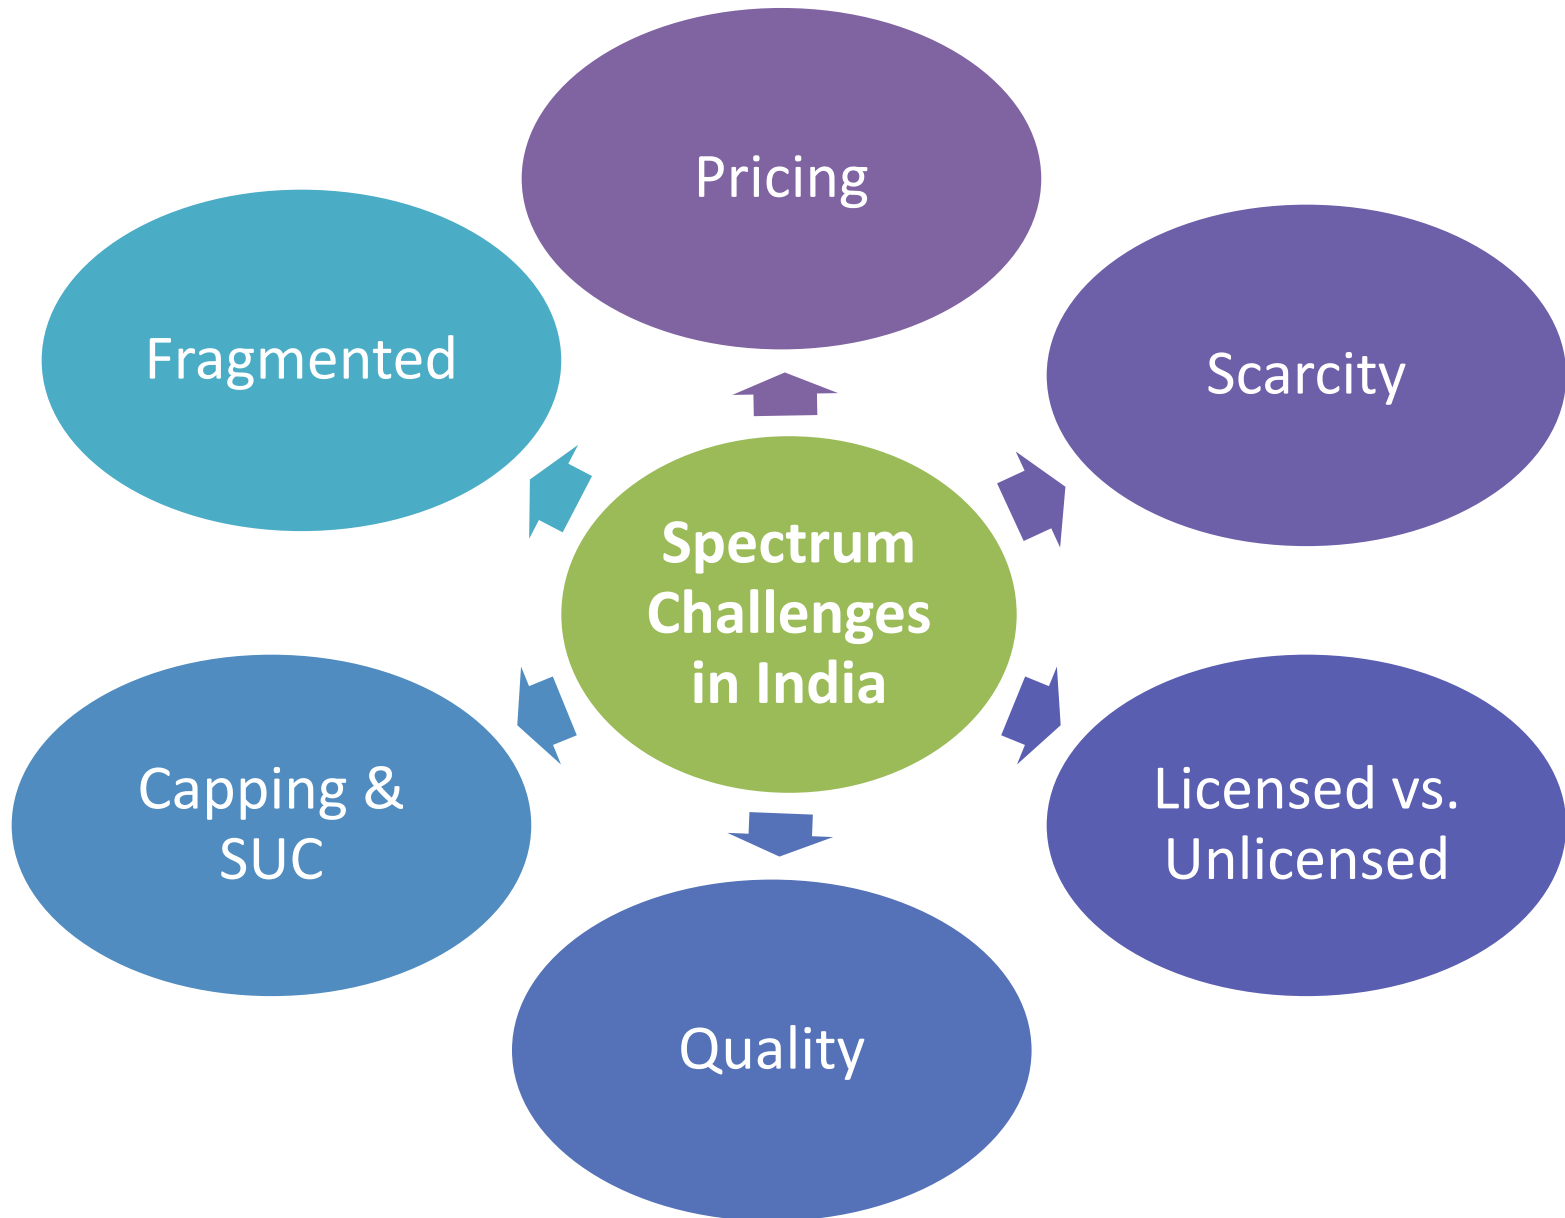 Pricing
Fragmented
Scarcity
Spectrum
Challenges
in India
Capping &
SUC
Licensed vs.
Unlicensed
Quality